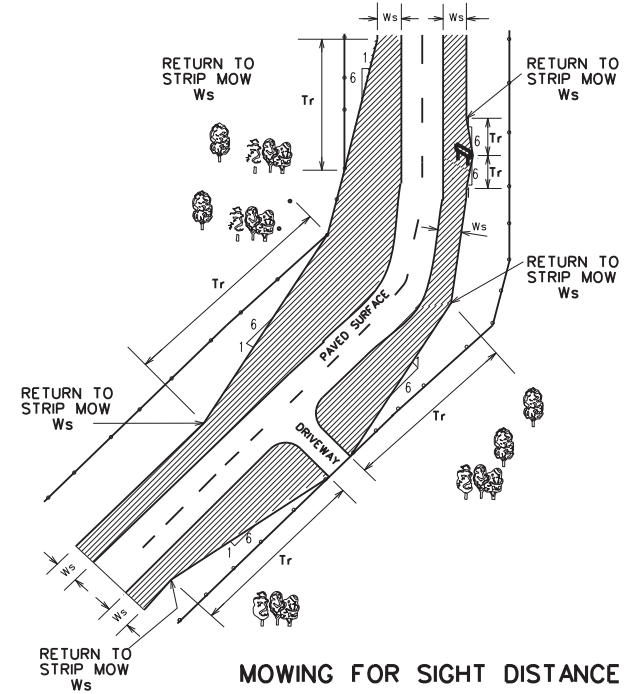 Ws
Ws
RETURN TO
STRIP MOW
Ws
1
6
Tr
RETURN TO
STRIP MOW
Ws
6
Tr
6
Tr
Ws
Tr
RETURN TO
STRIP MOW
Ws
6
1
PAVED SURFACE
1
6
Tr
RETURN TO
STRIP MOW
Ws
DRIVEWAY
1
6
Tr
Ws
Ws
RETURN TO
STRIP MOW
Ws
MOWING FOR SIGHT DISTANCE